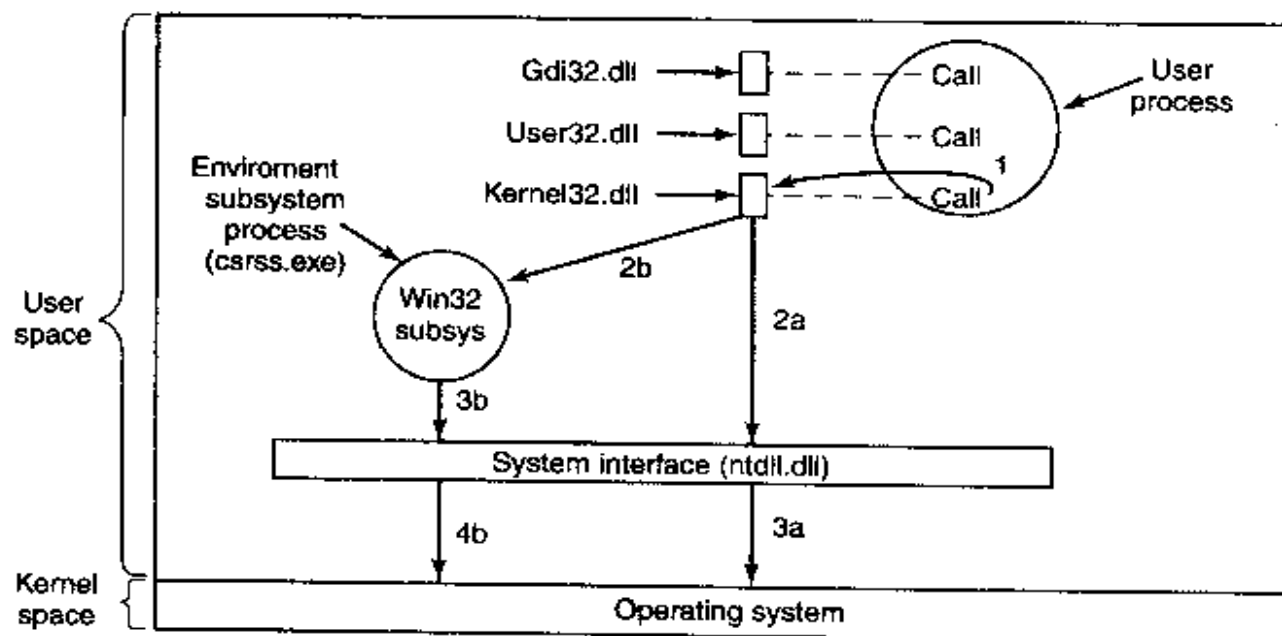 Gdi32.dll
Call
User
process
User32.dll
Call
Enviroment
subsystem
process
(csrss.exe)
Kernel32.dll
1
Call
2b
Win32
subsys
2a
User
space
3b
System interface (ntdll.dll)
4b
3a
Kernel
space
Operating system